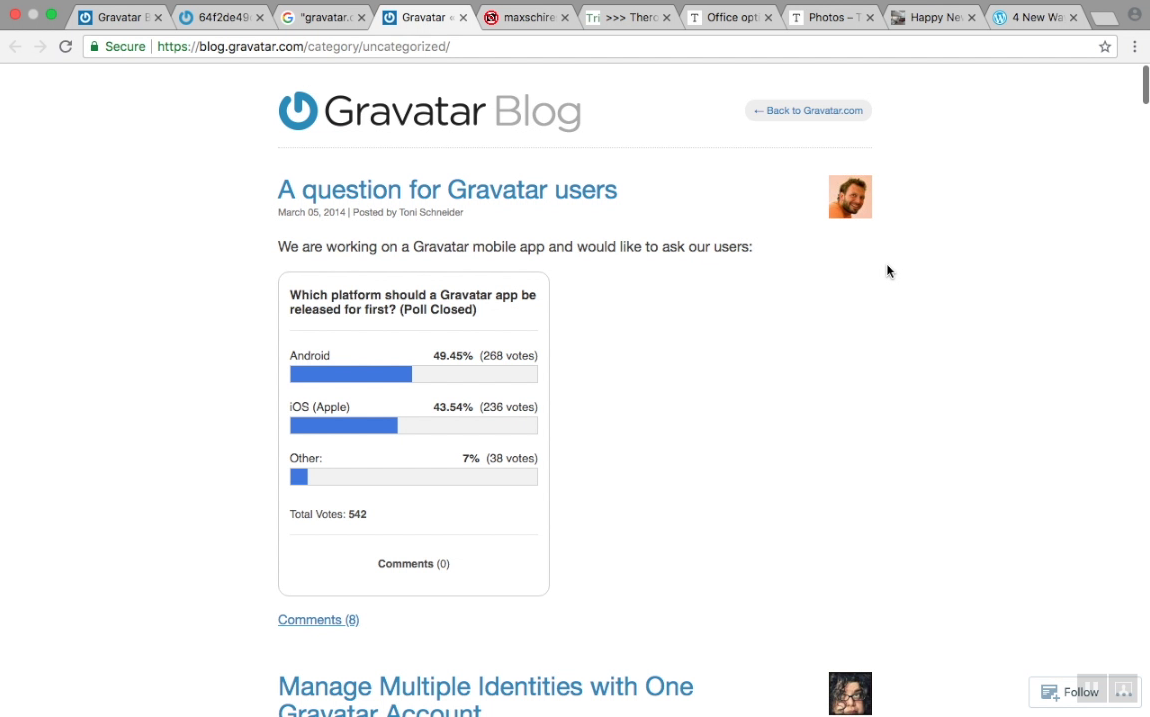 Gravatar B
64f2de49
"gravatar.c
Gravatar «
maxschire
Tri >>> Therc
T Office opt
T Photos – T
Happy Ne
4 New Wa
Secure https://blog.gravatar.com/category/uncategorized/
Gravatar Blog
← Back to Gravatar.com
A question for Gravatar users
March 05, 2014 | Posted by Toni Schneider
We are working on a Gravatar mobile app and would like to ask our users:
Which platform should a Gravatar app be
released for first? (Poll Closed)
Android 49.45% (268 votes)
iOS (Apple) 43.54% (236 votes)
Other: 7% (38 votes)
Total Votes: 542
Comments (0)
Comments (8)
Manage Multiple Identities with One
Gravatar Account
Follow